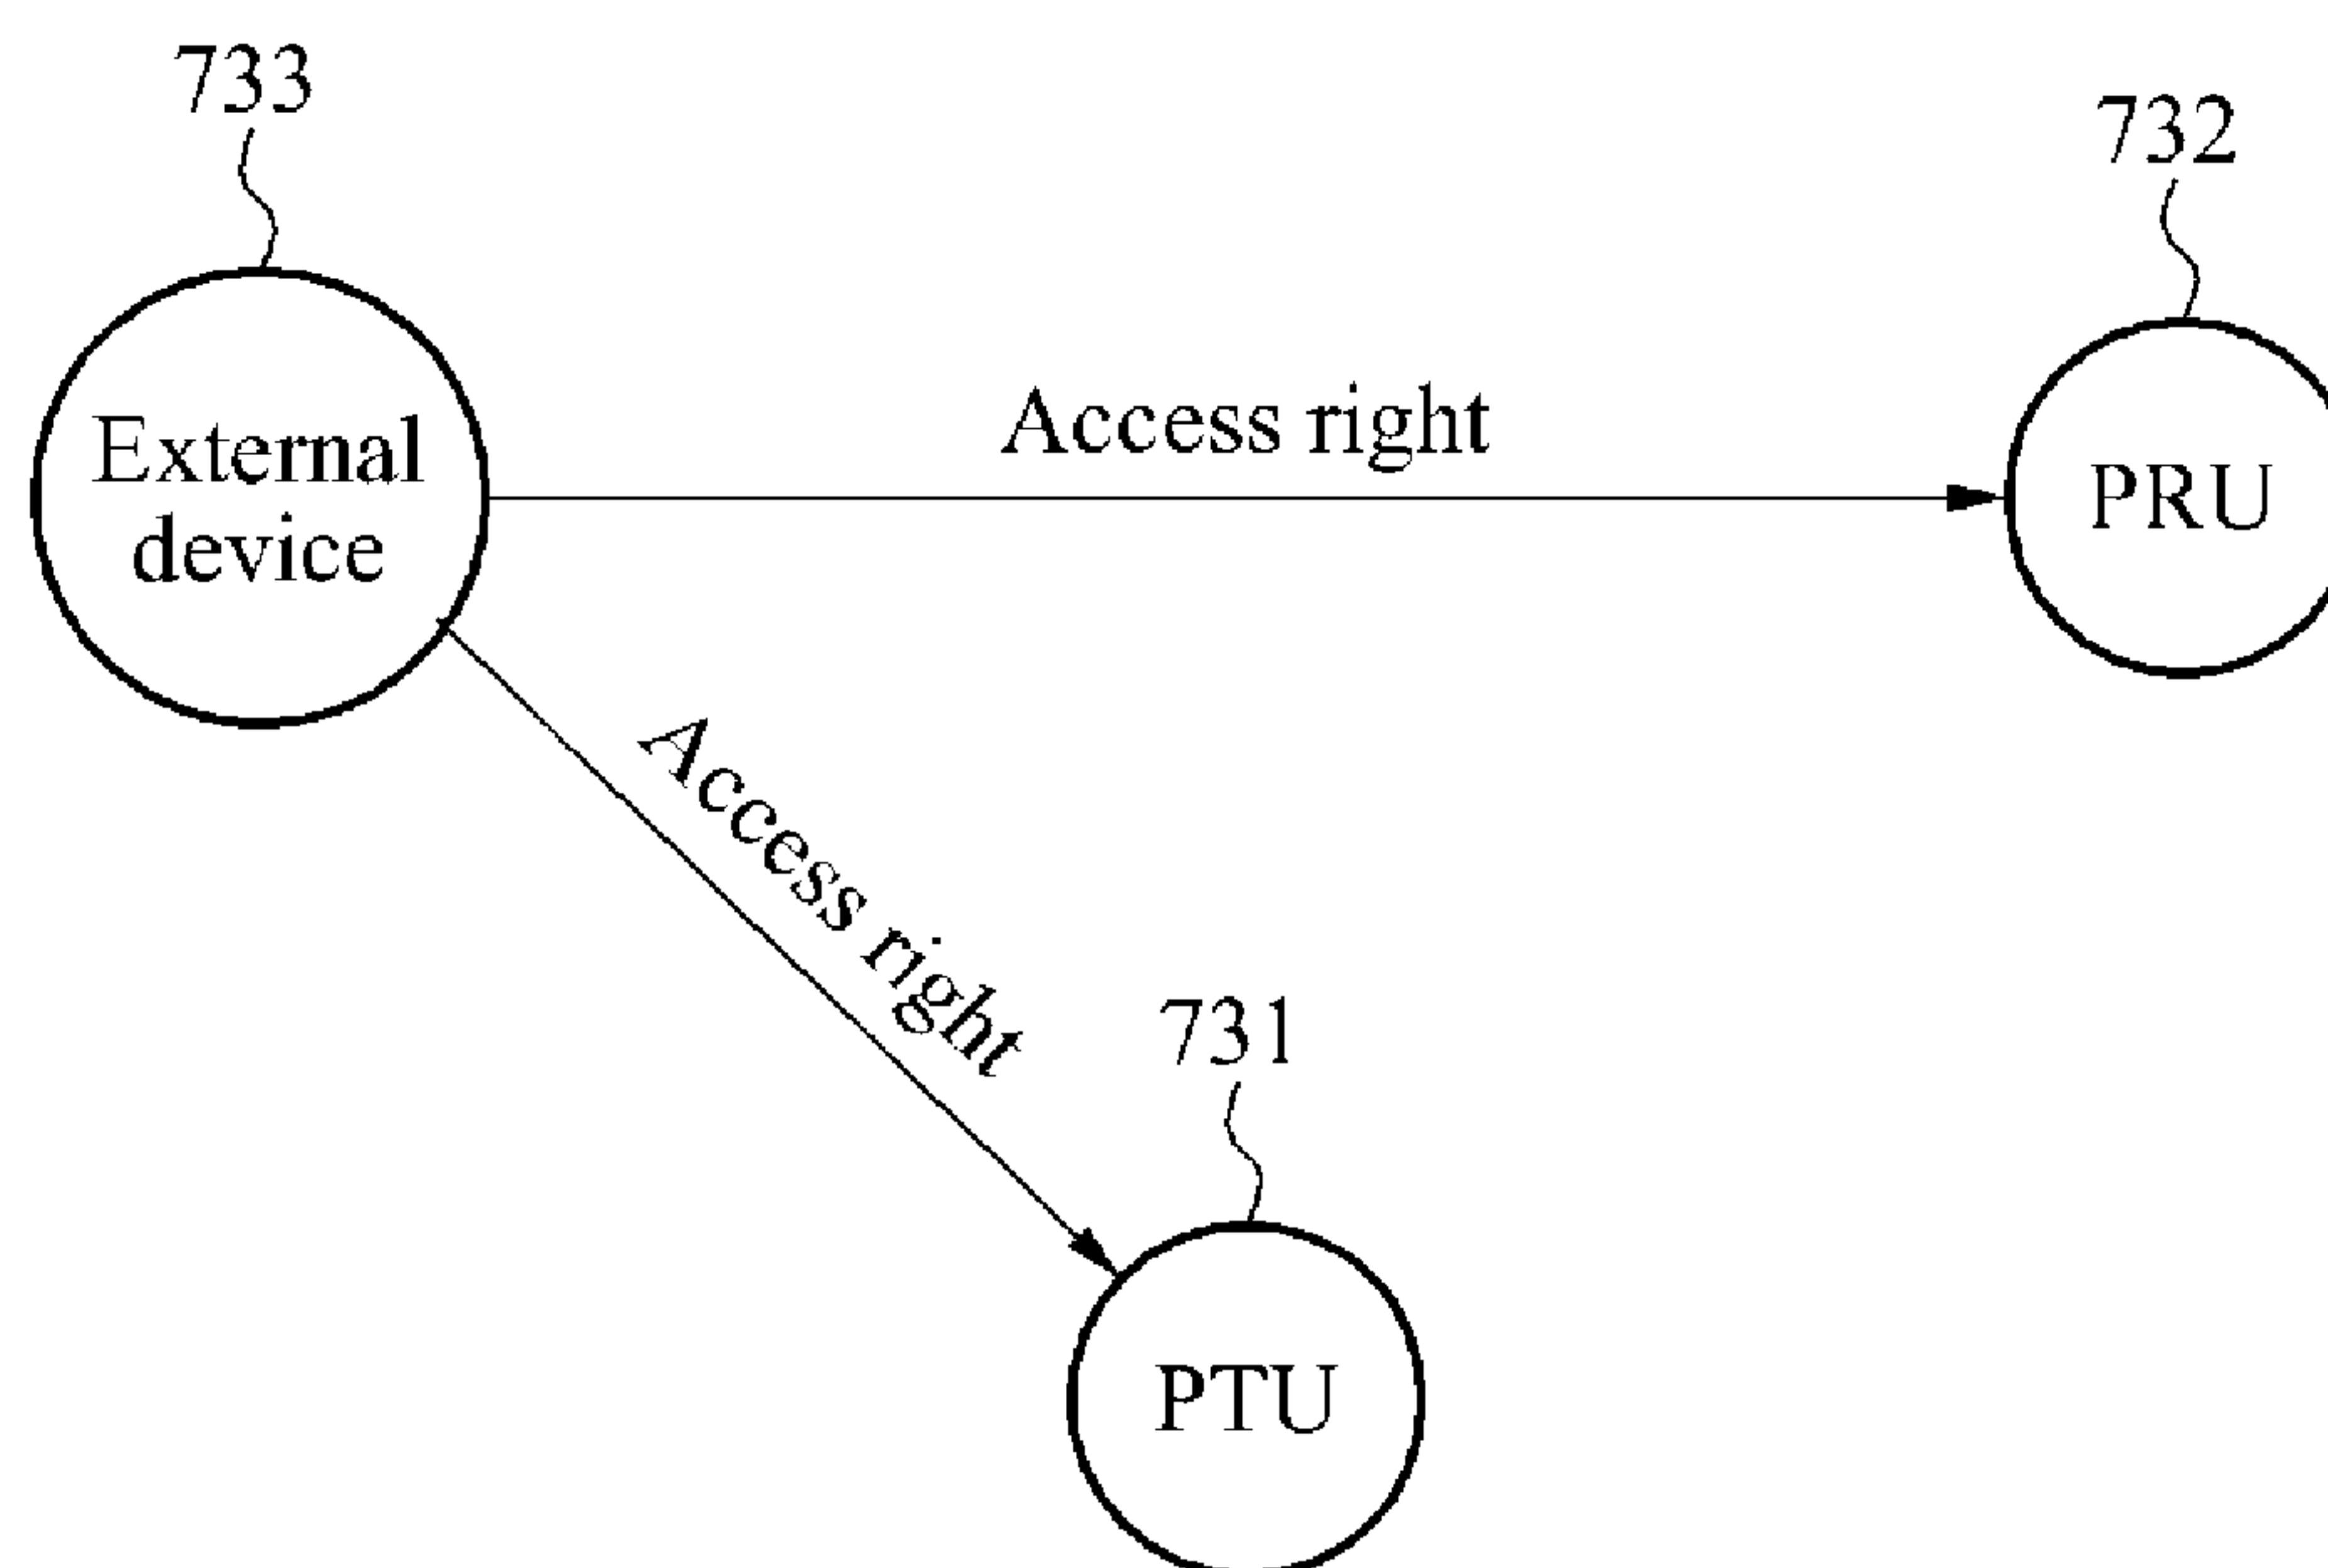 733
732
External
device
Access right
PRU
Access right
731
PTU